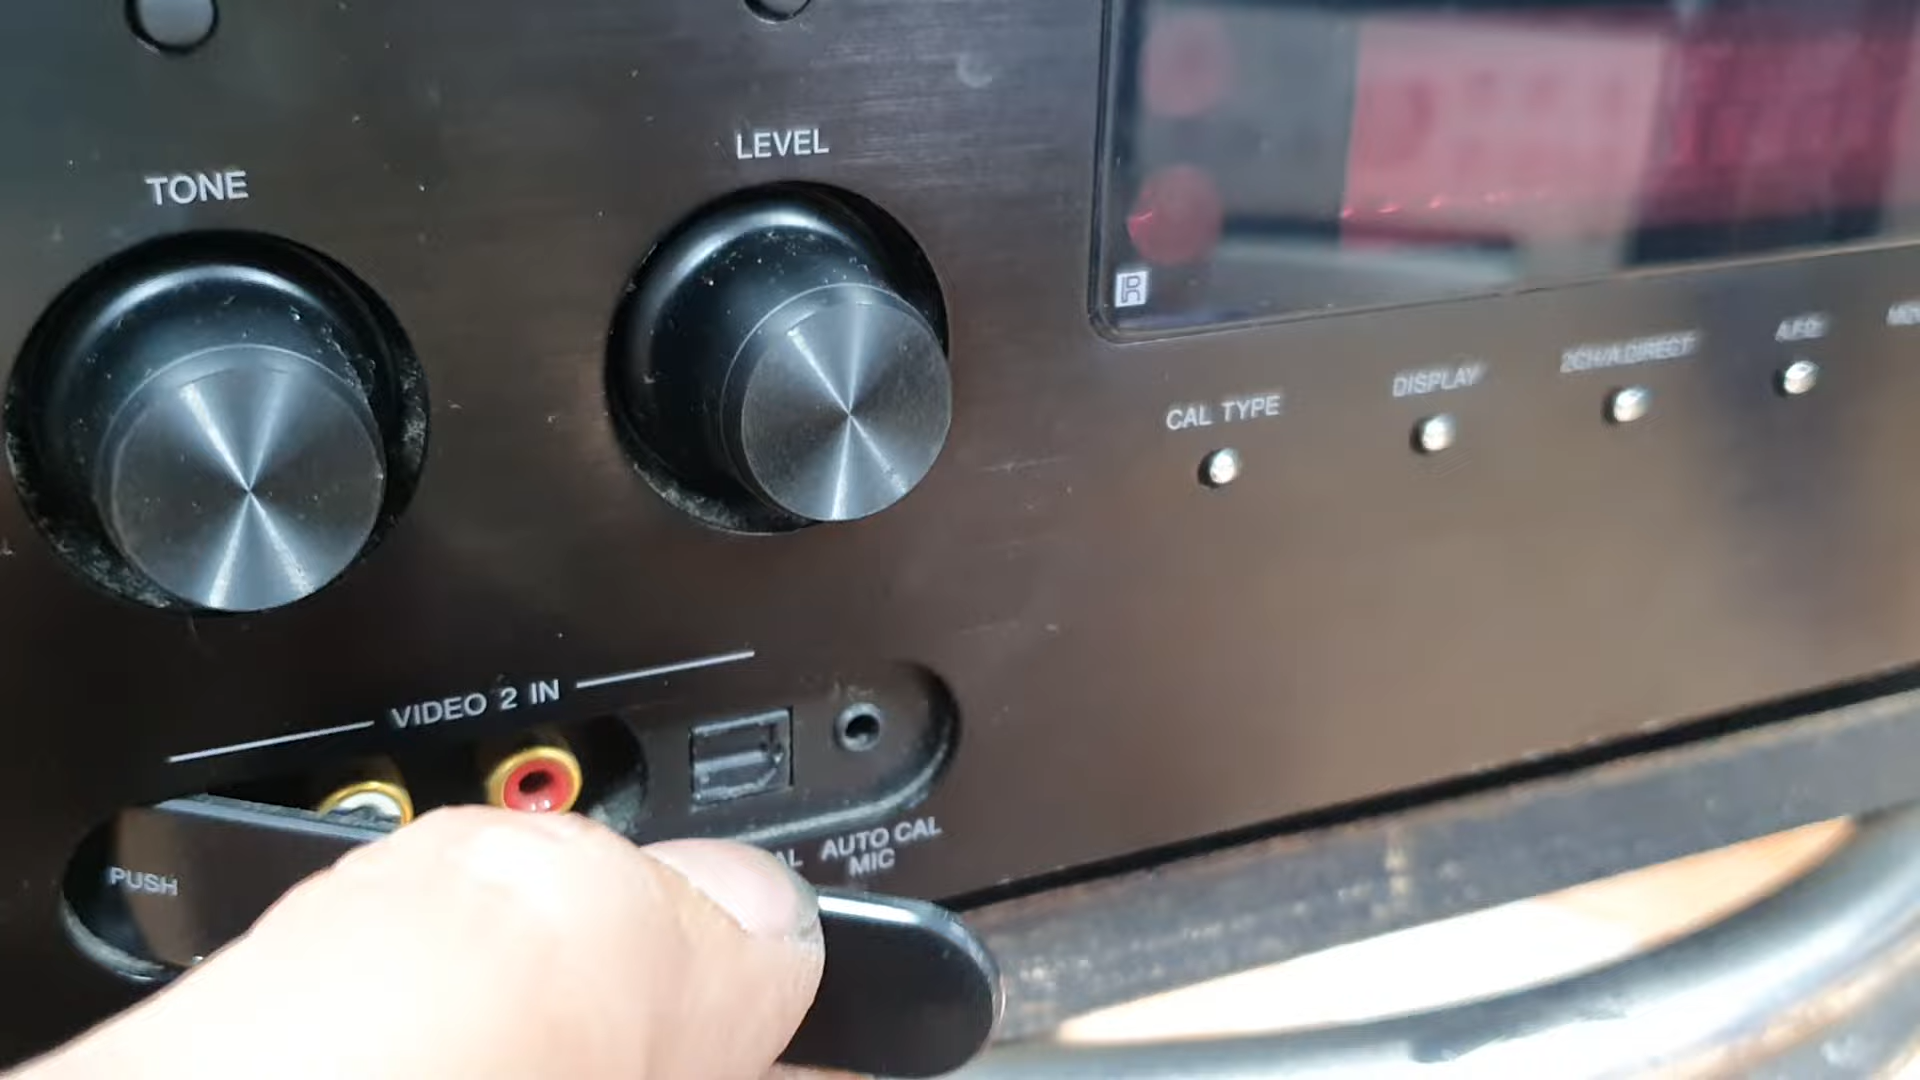 TONE
LEVEL
CAL TYPE
DISPLAY
2CH/A.DIRECT
A.F.D.
VIDEO 2 IN
PUSH
AUTO CAL
MIC